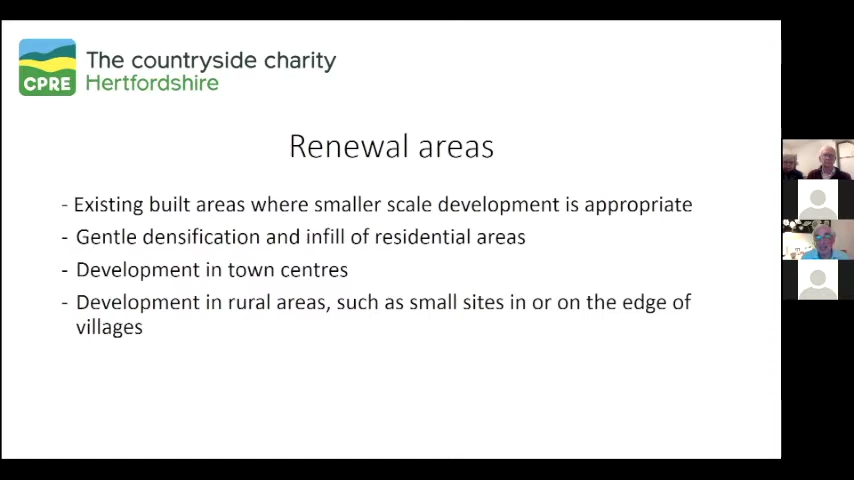 The countryside charity
CPRE
Hertfordshire
Renewal areas
- Existing built areas where smaller scale development is appropriate
- Gentle densification and infill of residential areas
- Development in town centres
- Development in rural areas, such as small sites in or on the edge of
villages